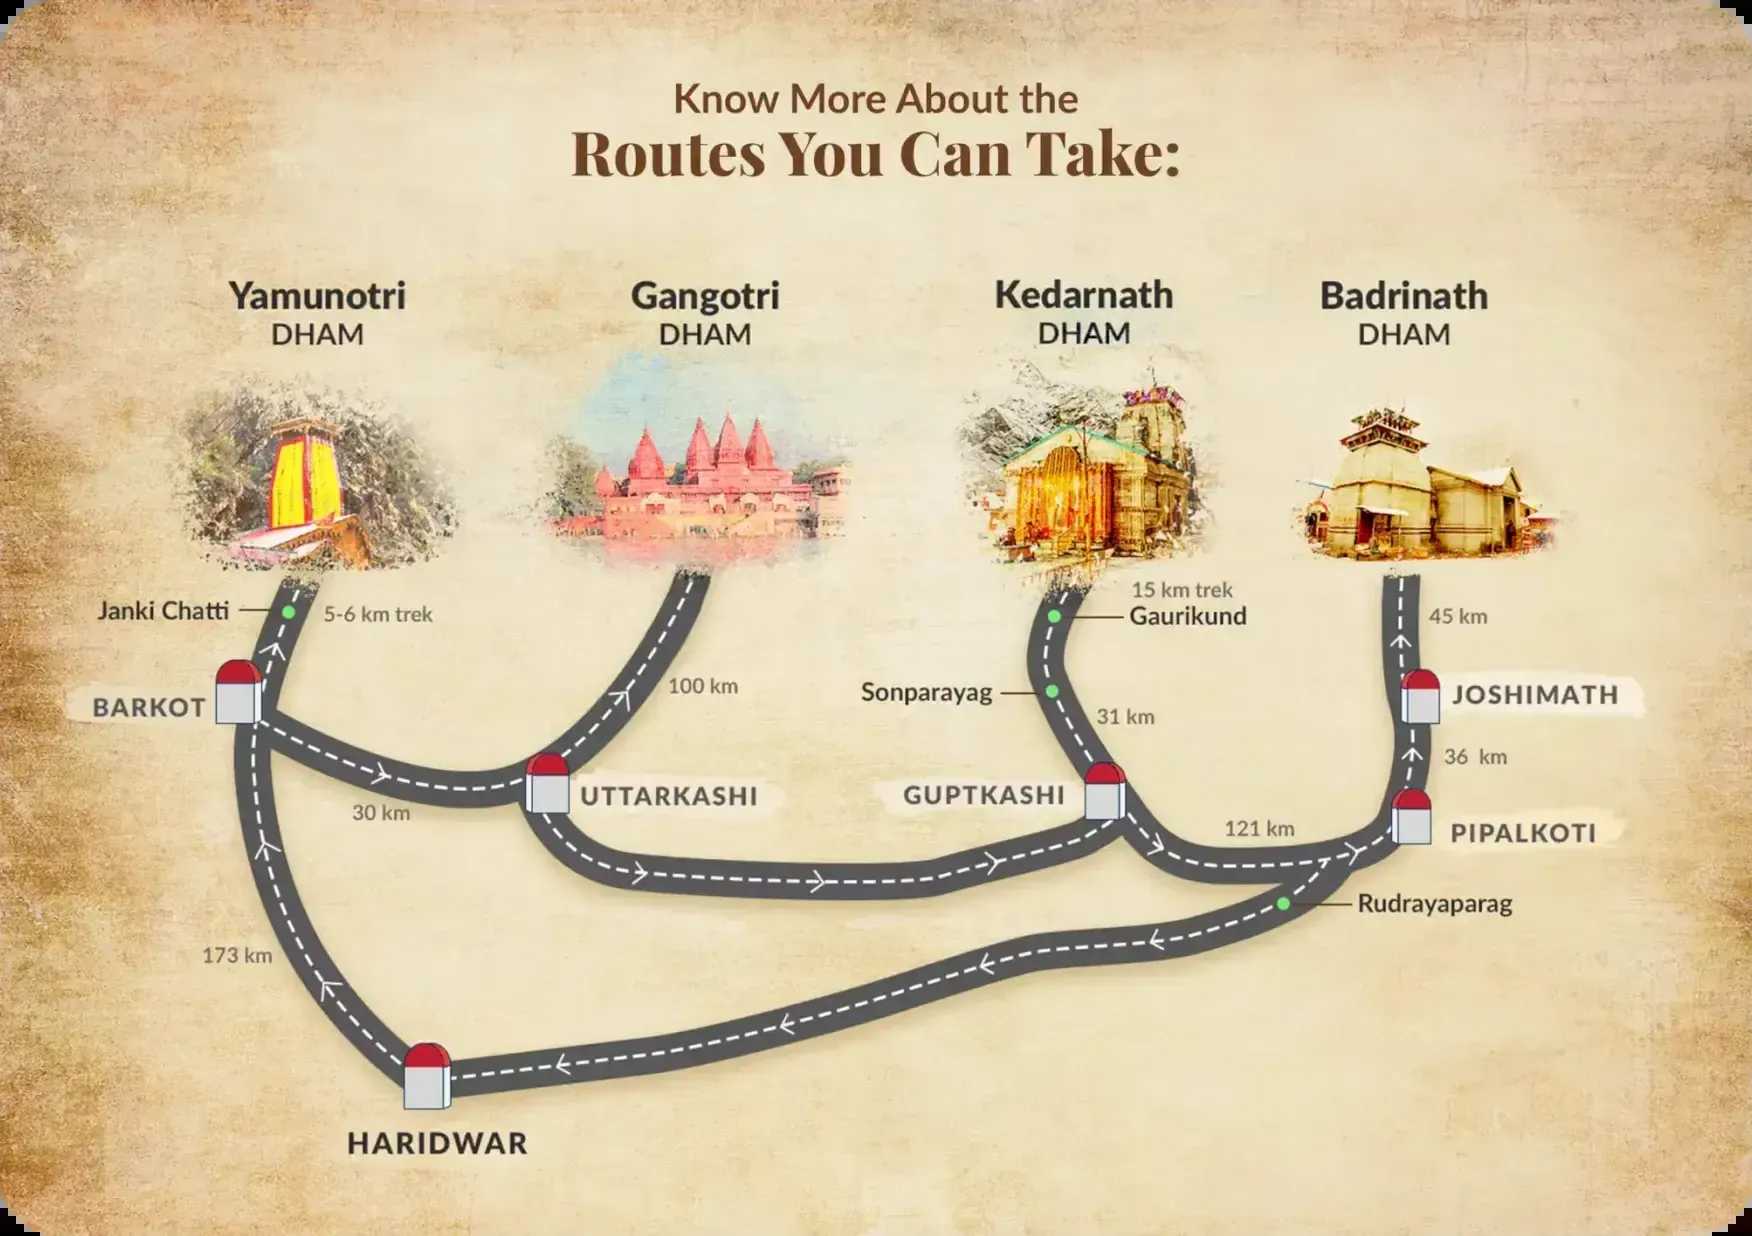 Know More About the
Routes You Can Take:
Yamunotri
DHAM
Gangotri
DHAM
Kedarnath
DHAM
Badrinath
DHAM
Janki Chatti
5-6 km trek
15 km trek
Gaurikund
45 km
BARKOT
100 km
Sonparayag
31 km
JOSHIMATH
36 km
30 km
UTTARKASHI
GUPTKASHI
121 km
PIPALKOTI
Rudrayaparag
173 km
HARIDWAR